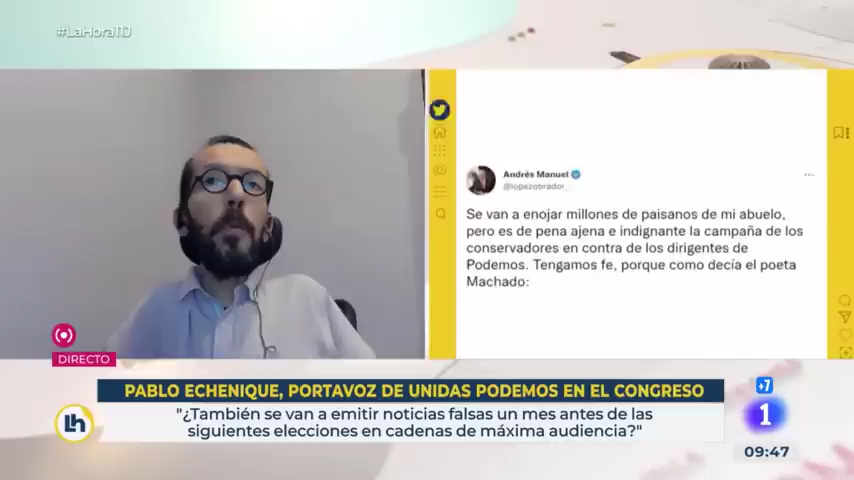 #LaHora11J
Andrés Manuel
@lopezobrador_
Se van a enojar millones de paisanos de mi abuelo,
pero es de pena ajena e indignante la campaña de los
conservadores en contra de los dirigentes de
Podemos. Tengamos fe, porque como decía el poeta
Machado:
DIRECTO
PABLO ECHENIQUE, PORTAVOZ DE UNIDAS PODEMOS EN EL CONGRESO
"¿También se van a emitir noticias falsas un mes antes de las
siguientes elecciones en cadenas de máxima audiencia?"
lh
+7
1
09:47